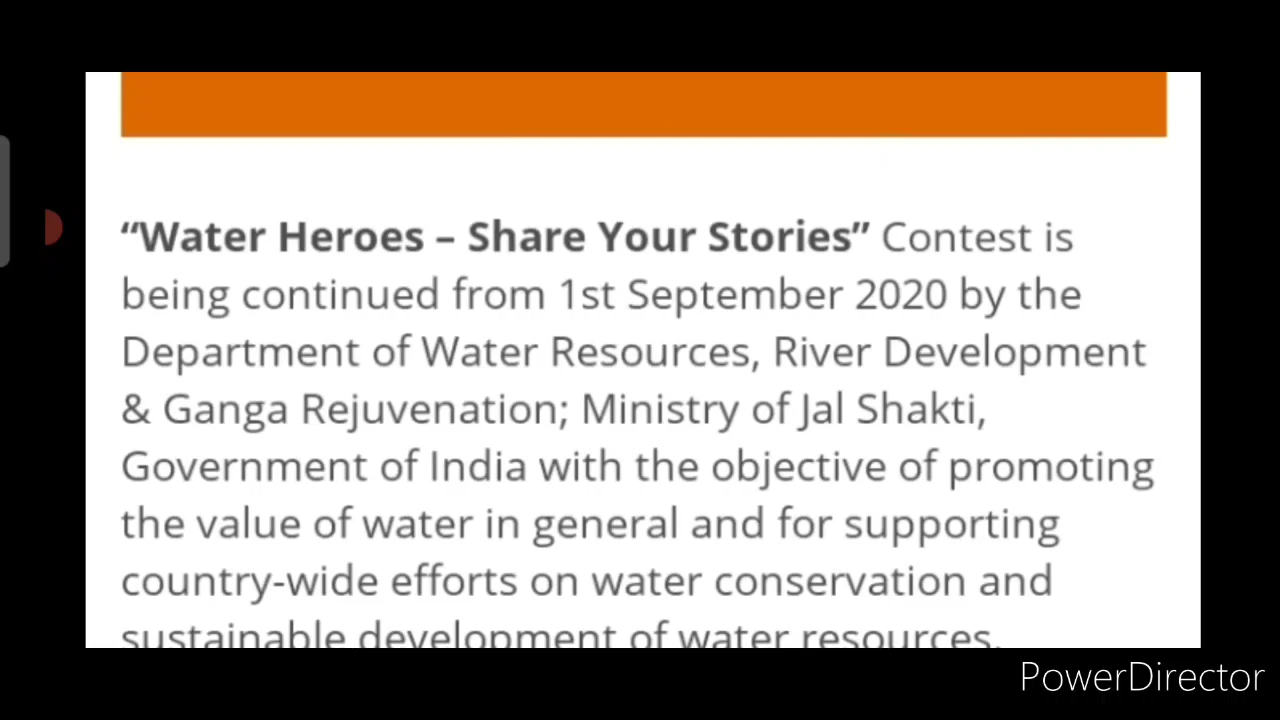 “Water Heroes – Share Your Stories” Contest is
being continued from 1st September 2020 by the
Department of Water Resources, River Development
& Ganga Rejuvenation; Ministry of Jal Shakti,
Government of India with the objective of promoting
the value of water in general and for supporting
country-wide efforts on water conservation and
sustainable development of water resources.
PowerDirector